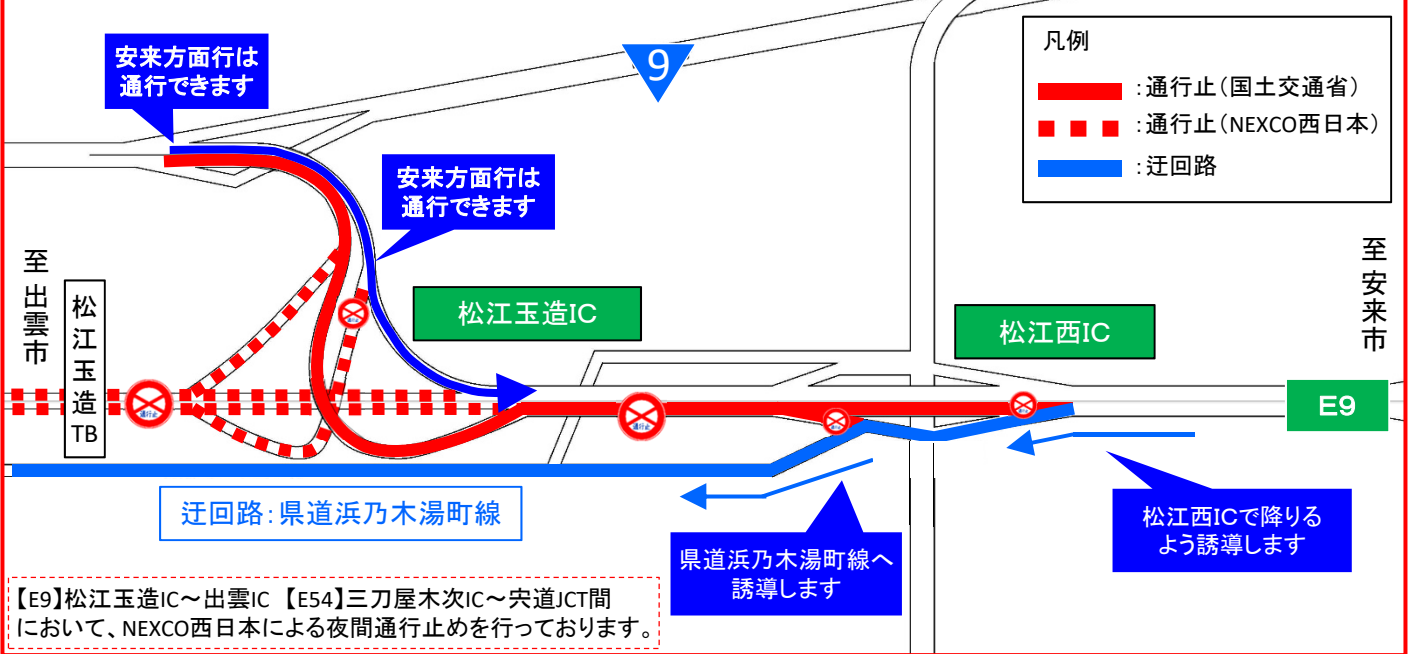 安来方面行は
通行できます
9
凡例
：通行止（国土交通省）
：通行止（NEXCO西日本）
：迂回路
安来方面行は
通行できます
至出雲市
松江玉造TB
松江玉造IC
松江西IC
至安来市
E9
通行止
通行止
迂回路：県道浜乃木湯町線
県道浜乃木湯町線へ
誘導します
松江西ICで降りる
よう誘導します
【E9】松江玉造IC～出雲IC 【E54】三刀屋木次IC～宍道JCT間
において、NEXCO西日本による夜間通行止めを行っております。